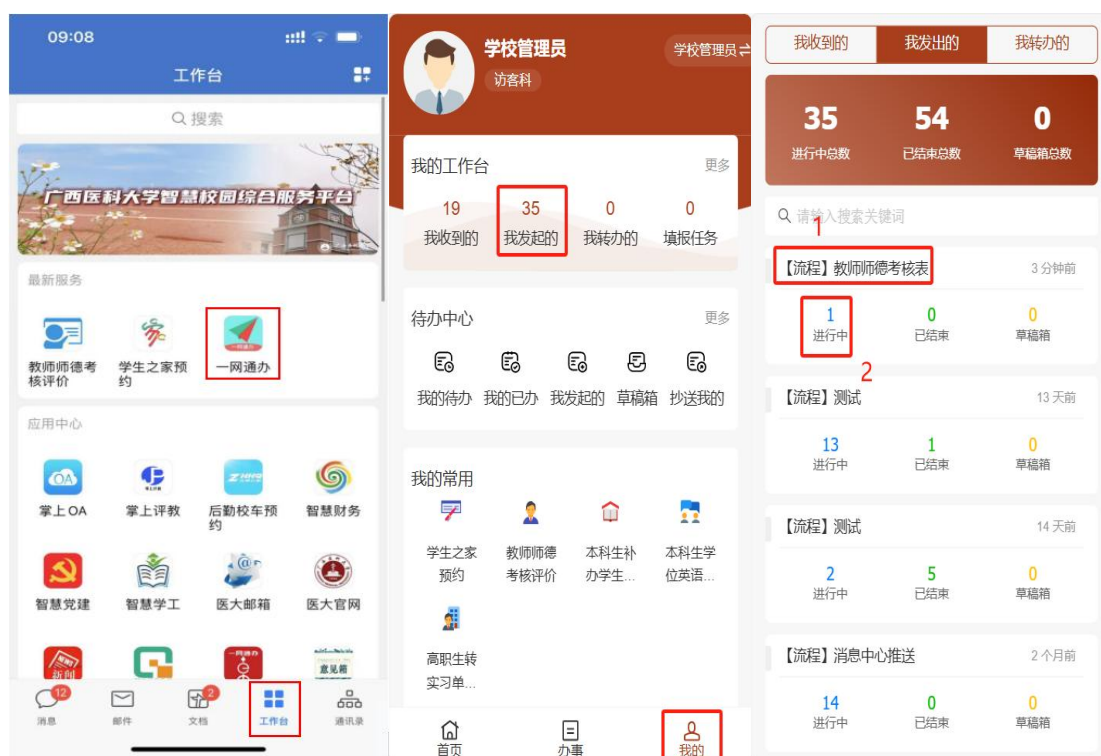 09:08
工作台
搜索
广西医科大学智慧校园综合服务平台
最新服务
教师师德考
核评价
学生之家预
约
一网通办
一网通办
应用中心
OA
掌上OA
掌上评教
后勤校车预
约
智慧财务
智慧党建
智慧学工
医大邮箱
医大官网
NEWS
新闻
一网通办
意见箱
12
消息
邮件
2
文档
工作台
通讯录
学校管理员
访客科
学校管理员
我的工作台
更多
19
35
0
0
我收到的
我发起的
我转办的
填报任务
待办中心
更多
我的待办
我的已办
我发起的
草稿箱
抄送我的
我的常用
学生之家
预约
教师师德
考核评价
本科生补
办学生...
本科生学
位英语...
高职生转
实习单...
首页
办事
我的
我收到的
我发出的
我转办的
35
54
0
进行中总数
已结束总数
草稿箱总数
请输入搜索关键词
1
【流程】教师师德考核表
3 分钟前
1
0
0
进行中
已结束
草稿箱
2
【流程】测试
13 天前
13
1
0
进行中
已结束
草稿箱
【流程】测试
14 天前
2
5
0
进行中
已结束
草稿箱
【流程】消息中心推送
2 个月前
14
0
0
进行中
已结束
草稿箱